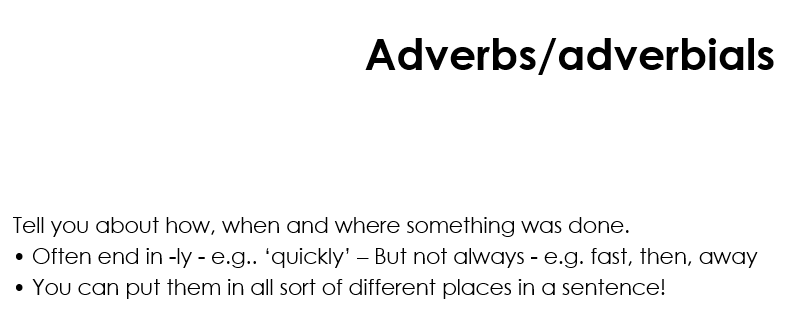 Adverbs/adverbials
Tell you about how, when and where something was done.
• Often end in -ly - e.g.. ‘quickly’ – But not always - e.g. fast, then, away
• You can put them in all sort of different places in a sentence!